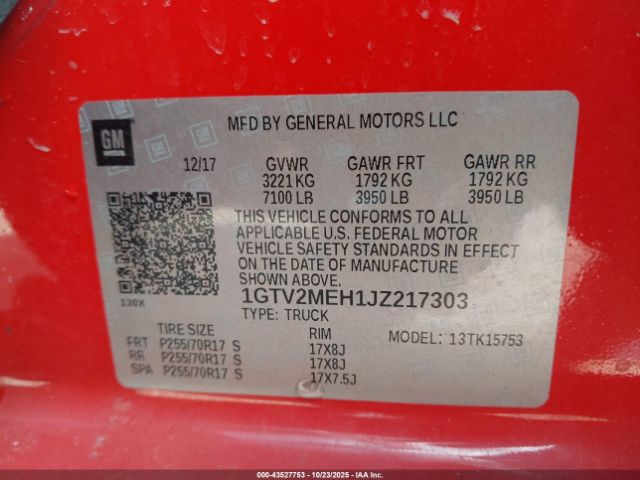 GM
MFD BY GENERAL MOTORS LLC
12/17 GVWR GAWR FRT GAWR RR
3221 KG 1792 KG 1792 KG
7100 LB 3950 LB 3950 LB
THIS VEHICLE CONFORMS TO ALL
APPLICABLE U.S. FEDERAL MOTOR
VEHICLE SAFETY STANDARDS IN EFFECT
ON THE DATE OF MANUFACTURE
SHOWN ABOVE.
130X
1GTV2MEH1JZ217303
TYPE: TRUCK
TIRE SIZE RIM MODEL: 13TK15753
FRT P255/70R17 S 17X8J
RR P255/70R17 S 17X8J
SPA P255/70R17 S 17X7.5J
000-43527753 - 10/23/2025 - IAA Inc.